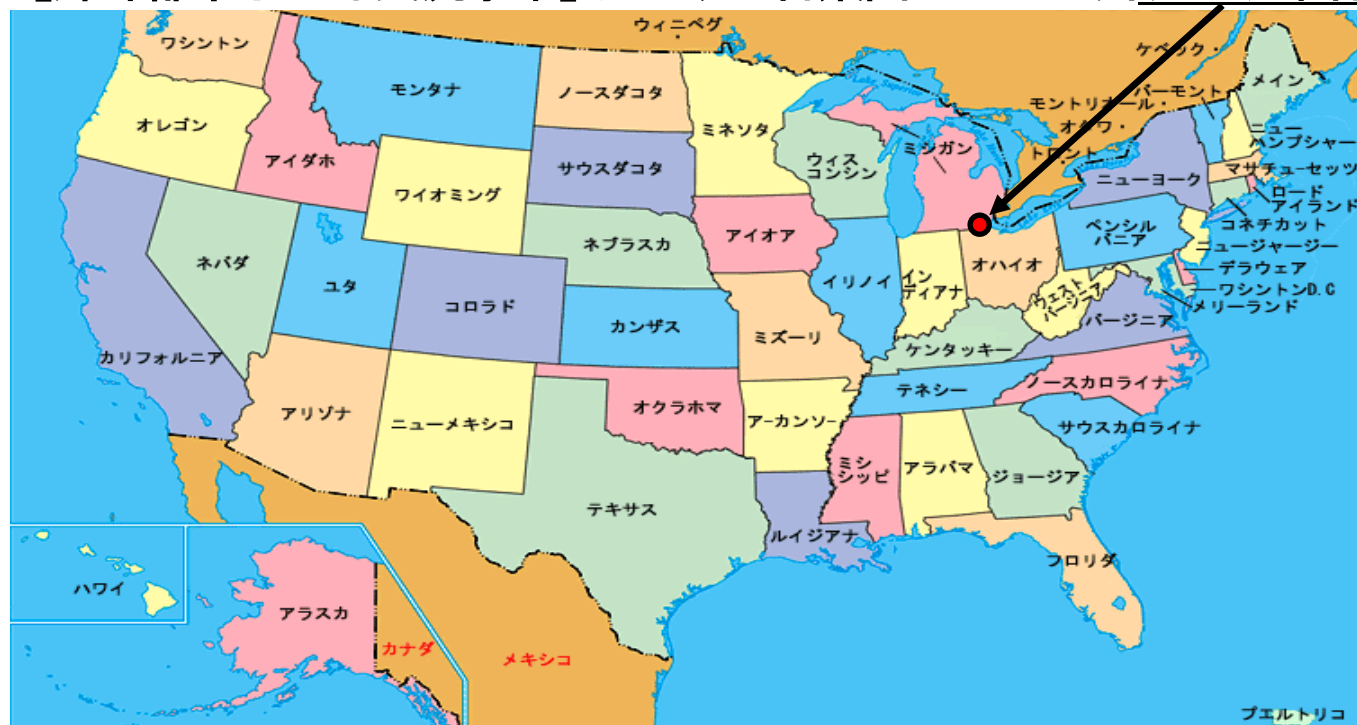 ウィニペグ
ワシントン
ケベック
モンタナ
ノースダコタ
メイン
バーモント
モントリオール
オレゴン
ミネソタ
オタワ
ニュー
ハンプシャー
アイダホ
サウスダコタ
ウィス
コンシン
ミシガン
トロント
マサチューセッツ
ワイオミング
ニューヨーク
ロード
アイランド
アイオア
ペンシル
バニア
コネチカット
ネブラスカ
ニュージャージー
ネバダ
オハイオ
デラウェア
ユタ
イリノイ
イン
ディアナ
ウェスト
バージニア
ワシントンD.C
コロラド
メリーランド
カンザス
バージニア
ミズーリ
カリフォルニア
ケンタッキー
テネシー
ノースカロライナ
オクラホマ
アリゾナ
ニューメキシコ
アーカンソー
サウスカロライナ
ミシ
シッピ
アラバマ
ジョージア
テキサス
ルイジアナ
フロリダ
ハワイ
アラスカ
カナダ
メキシコ
プエルトリコ
Lake Superior